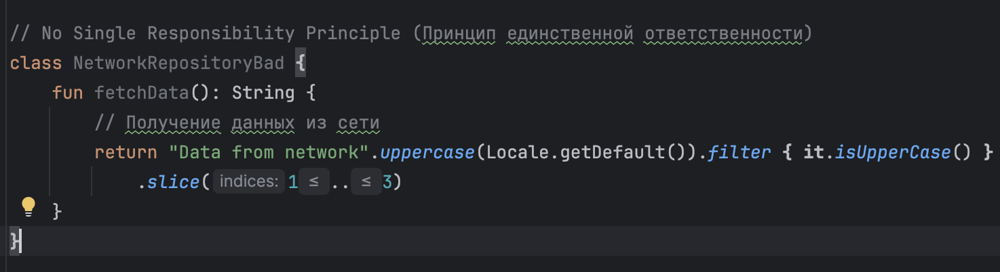 // No Single Responsibility Principle (Принцип единственной ответственности)
class NetworkRepositoryBad {
    fun fetchData(): String {
        // Получение данных из сети
        return "Data from network".uppercase(Locale.getDefault()).filter { it.isUpperCase() }
            .slice( indices: 1 ≤ .. ≤ 3)
    }
}